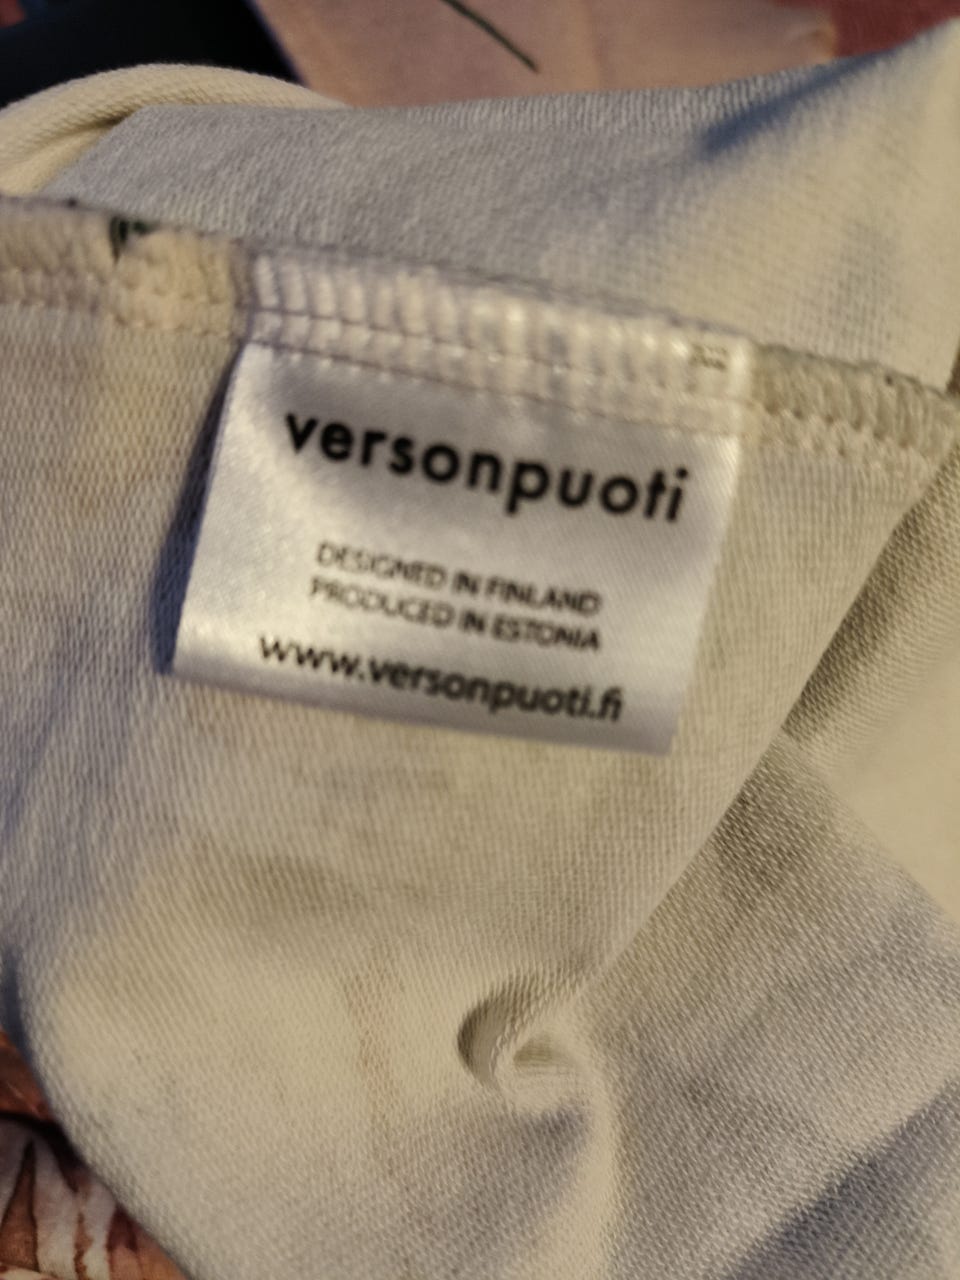 versonpuoti
DESIGNED IN FINLAND
PRODUCED IN ESTONIA
www.versonpuoti.fi